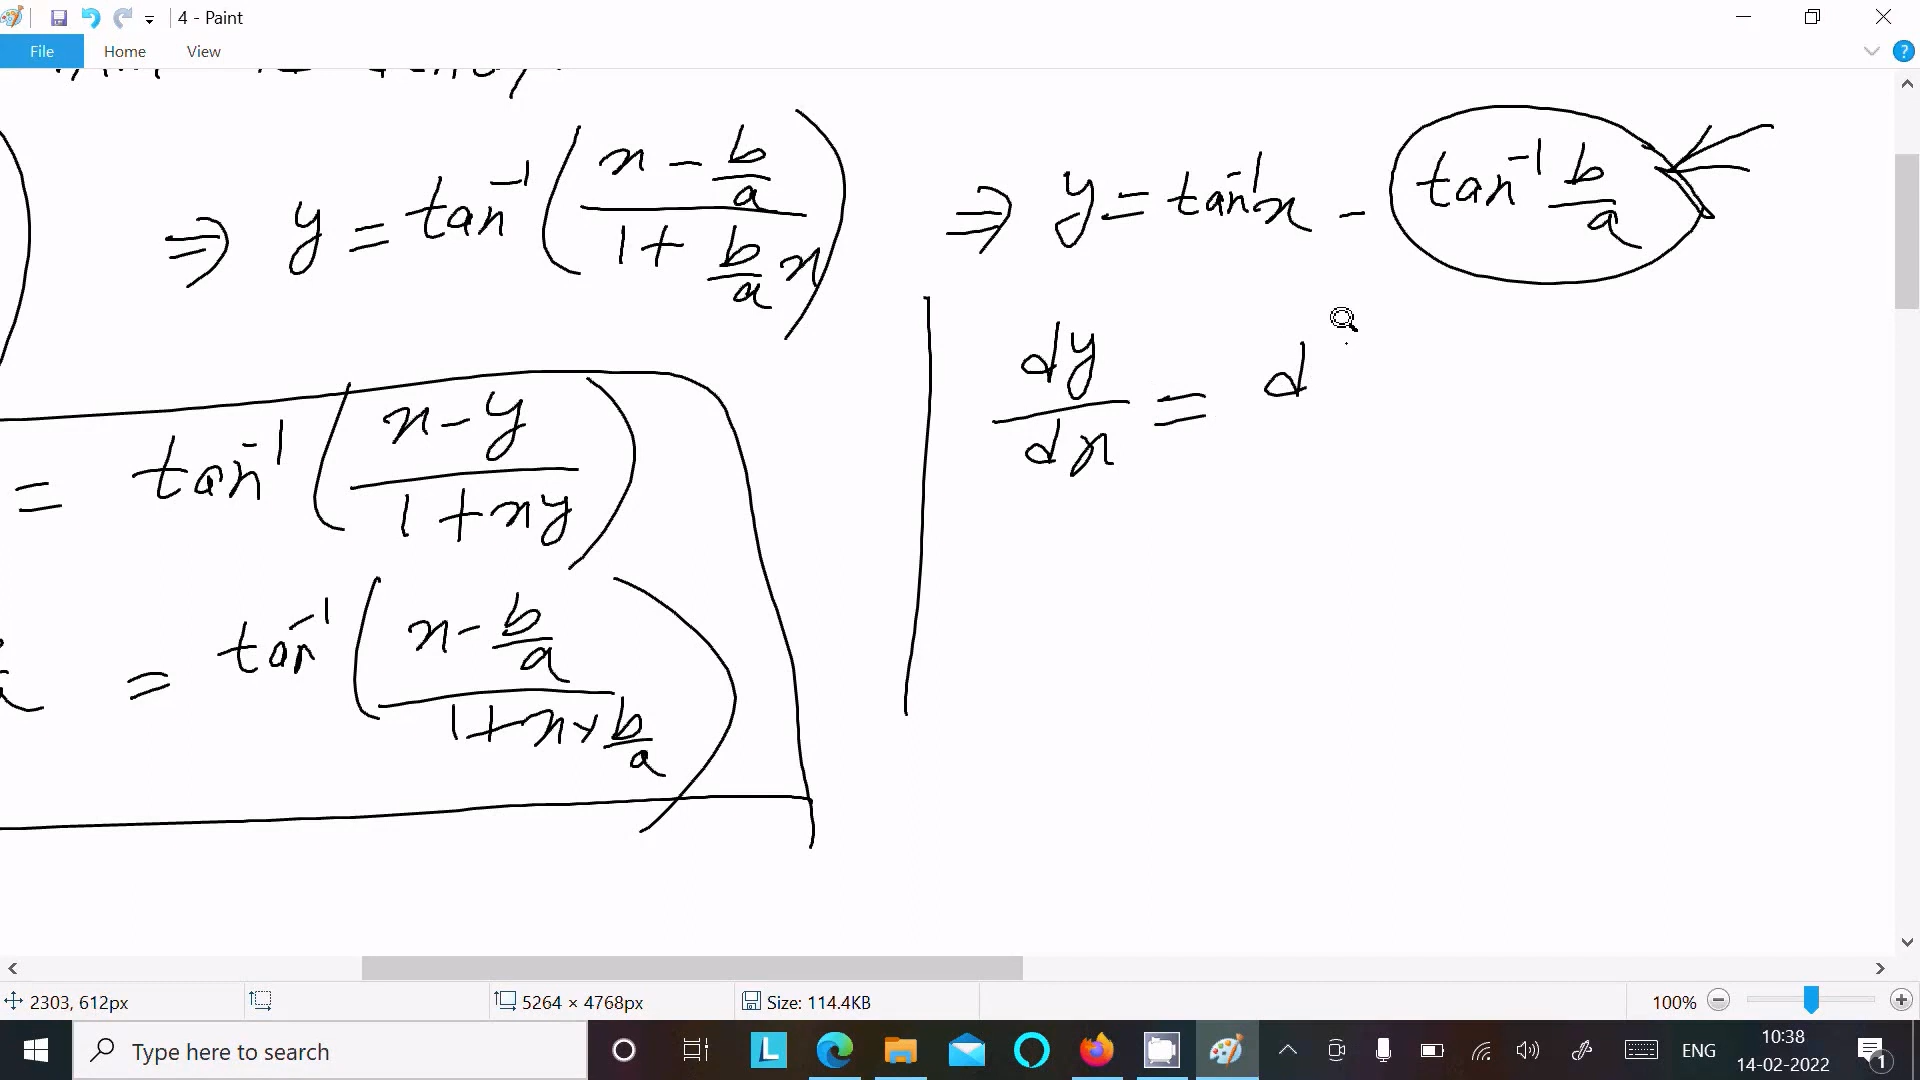 4 - Paint
File Home View
⇒ y = tan⁻¹((x - b/a)/(1 + b/a x)) ⇒ y = tan⁻¹x - tan⁻¹ b/a
dy/dx = d
= tan⁻¹((x - y)/(1 + xy))
= tan⁻¹((x - b/a)/(1 + x × b/a))
2303, 612px 5264 × 4768px Size: 114.4KB 100%
Type here to search L ENG 10:38
14-02-2022 1